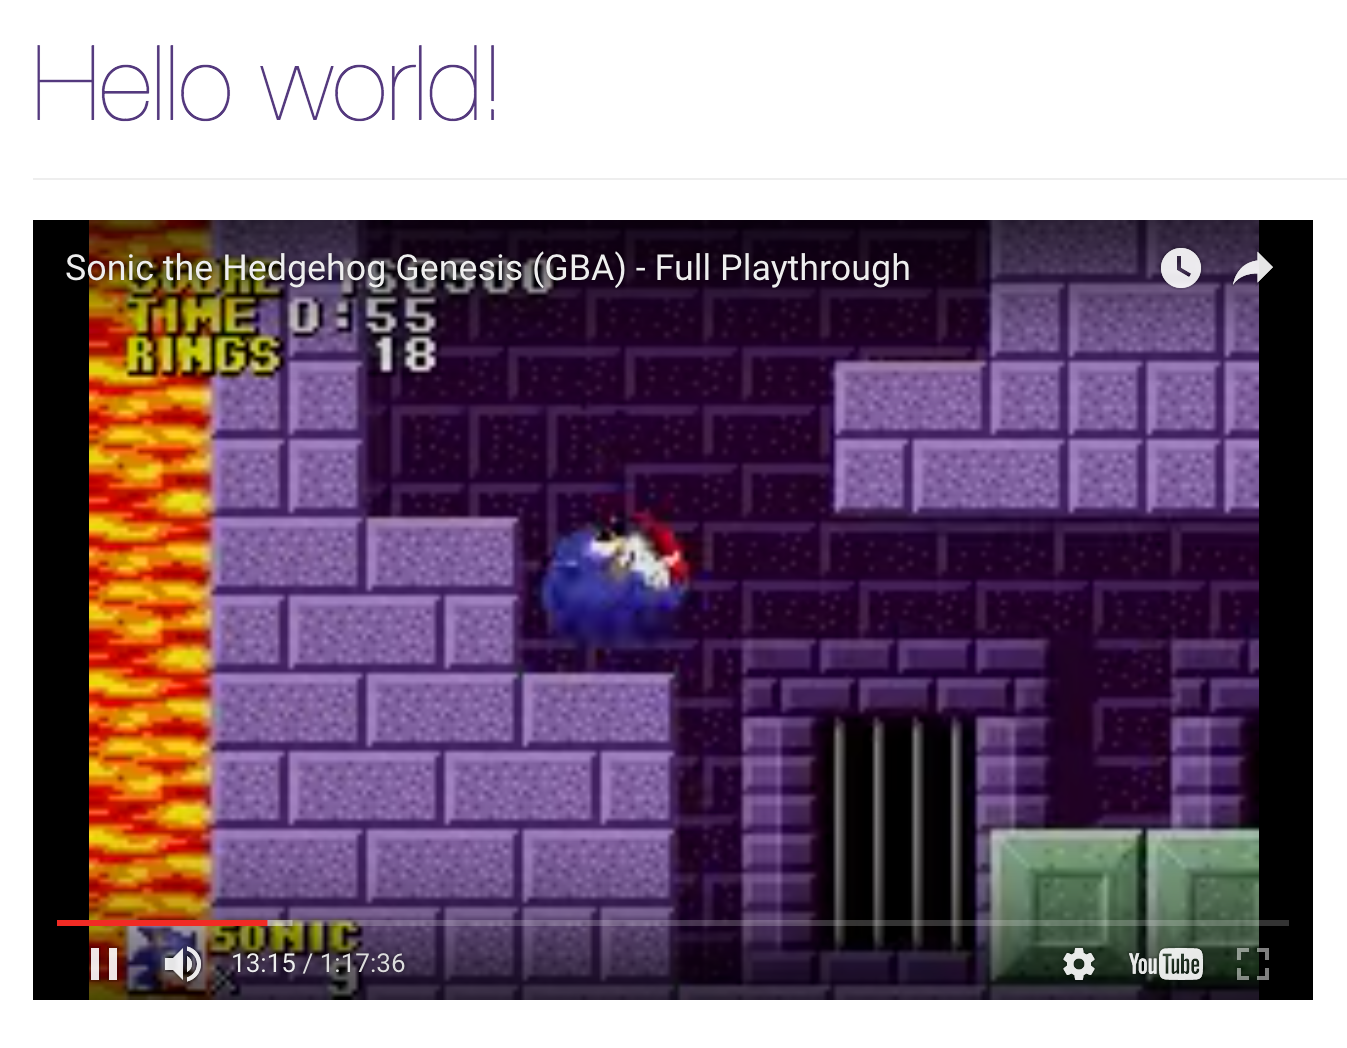 Hello world!
Sonic the Hedgehog Genesis (GBA) - Full Playthrough
SCORE
TIME 0:55
RINGS 18
SONIC
13:15 / 1:17:36
YouTube